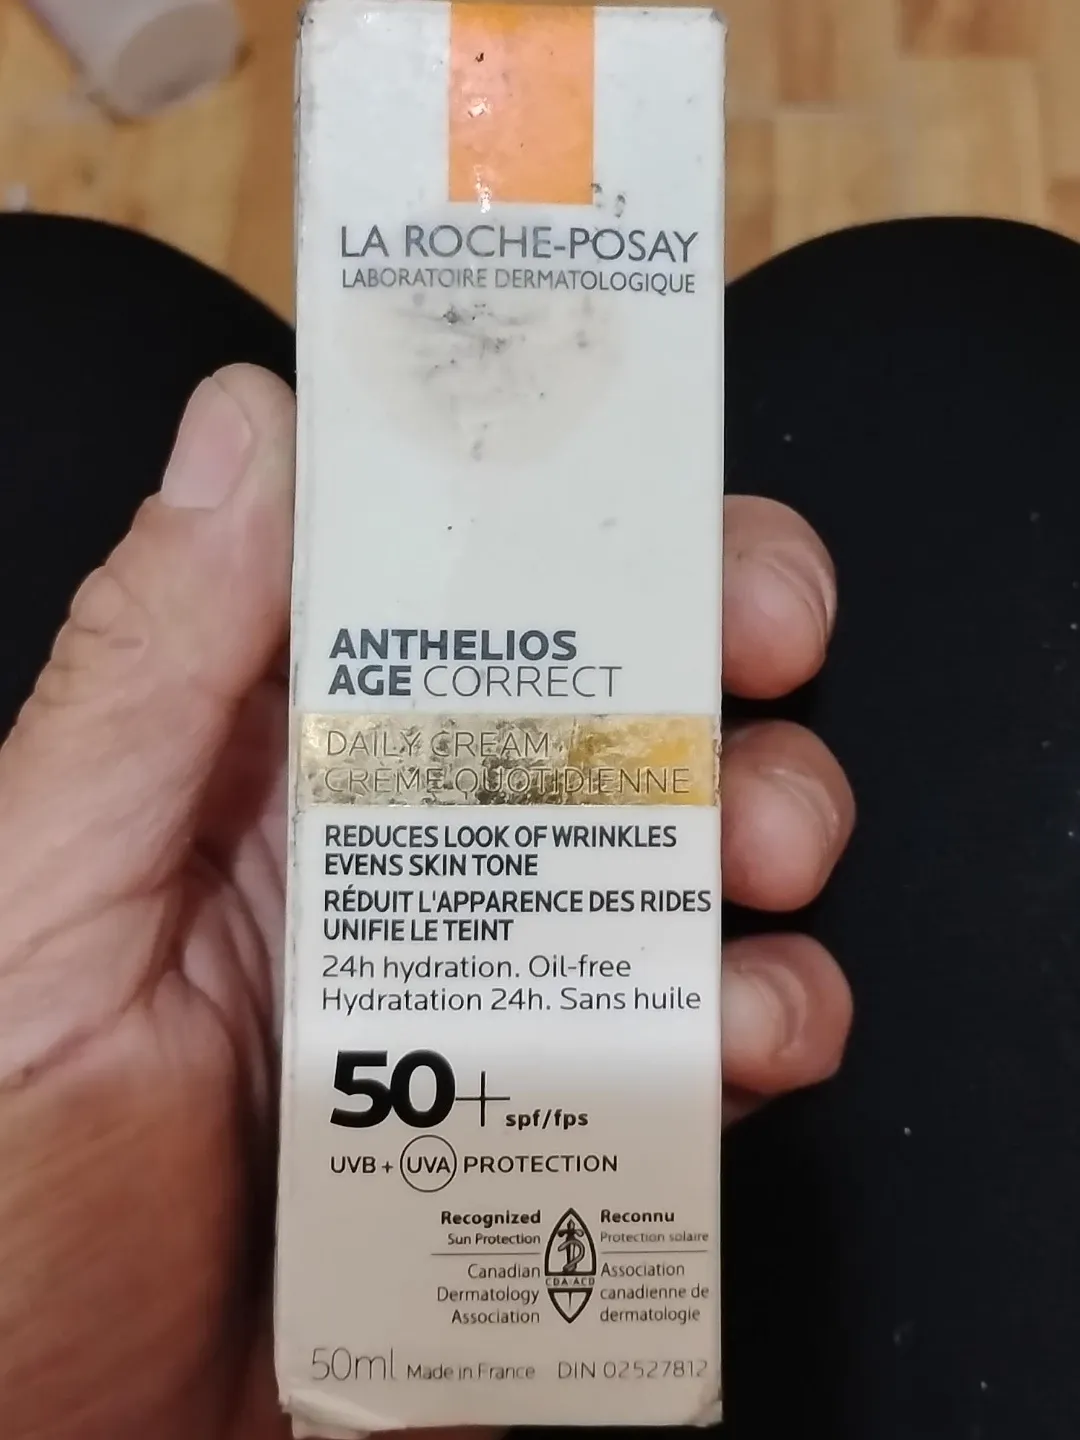 LA ROCHE-POSAY
LABORATOIRE DERMATOLOGIQUE
ANTHELIOS
AGE CORRECT
DAILY CREAM
CRÈME QUOTIDIENNE
REDUCES LOOK OF WRINKLES
EVENS SKIN TONE
RÉDUIT L'APPARENCE DES RIDES
UNIFIE LE TEINT
24h hydration. Oil-free
Hydratation 24h. Sans huile
50+ spf/fps
UVB + UVA PROTECTION
Recognized
Sun Protection
Canadian
Dermatology
Association
CDA·ACD
Reconnu
Protection solaire
Association
canadienne de
dermatologie
50ml Made in France DIN 02527812